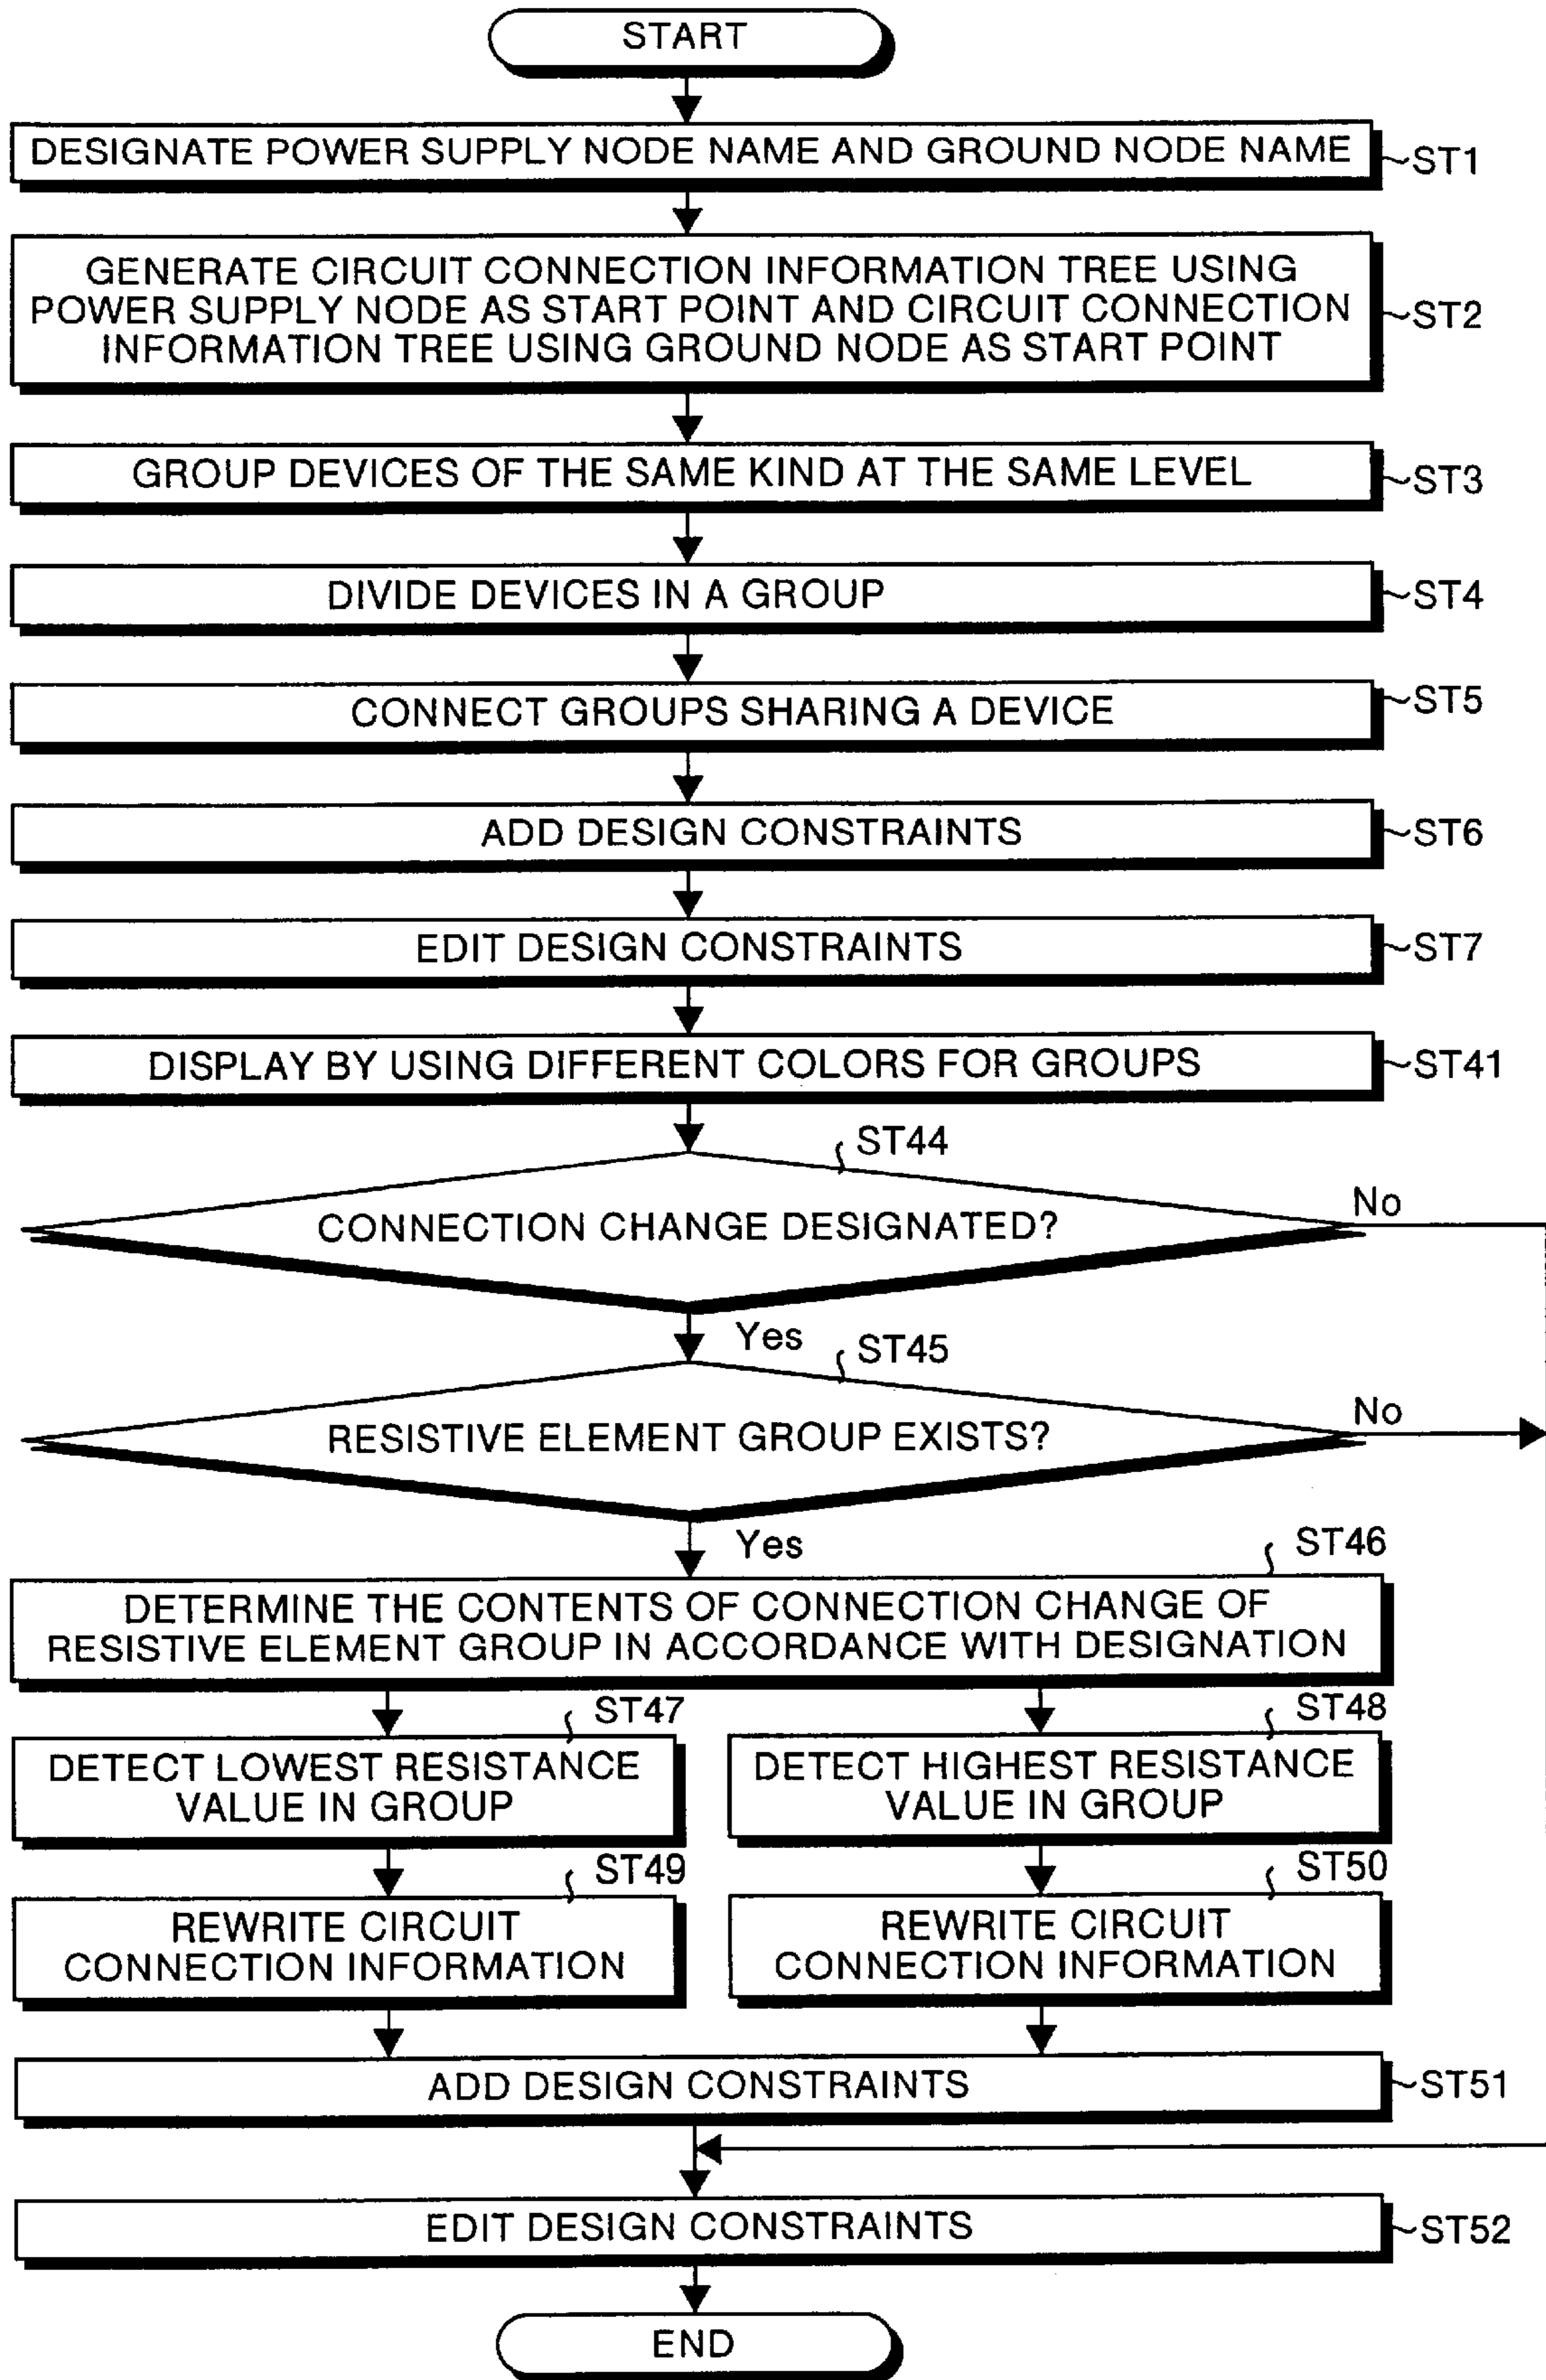 START
DESIGNATE POWER SUPPLY NODE NAME AND GROUND NODE NAME
ST1
GENERATE CIRCUIT CONNECTION INFORMATION TREE USING
POWER SUPPLY NODE AS START POINT AND CIRCUIT CONNECTION
INFORMATION TREE USING GROUND NODE AS START POINT
ST2
GROUP DEVICES OF THE SAME KIND AT THE SAME LEVEL
ST3
DIVIDE DEVICES IN A GROUP
ST4
CONNECT GROUPS SHARING A DEVICE
ST5
ADD DESIGN CONSTRAINTS
ST6
EDIT DESIGN CONSTRAINTS
ST7
DISPLAY BY USING DIFFERENT COLORS FOR GROUPS
ST41
ST44
CONNECTION CHANGE DESIGNATED?
No
Yes
ST45
RESISTIVE ELEMENT GROUP EXISTS?
No
Yes
ST46
DETERMINE THE CONTENTS OF CONNECTION CHANGE OF
RESISTIVE ELEMENT GROUP IN ACCORDANCE WITH DESIGNATION
ST47
DETECT LOWEST RESISTANCE
VALUE IN GROUP
ST48
DETECT HIGHEST RESISTANCE
VALUE IN GROUP
ST49
REWRITE CIRCUIT
CONNECTION INFORMATION
ST50
REWRITE CIRCUIT
CONNECTION INFORMATION
ADD DESIGN CONSTRAINTS
ST51
EDIT DESIGN CONSTRAINTS
ST52
END